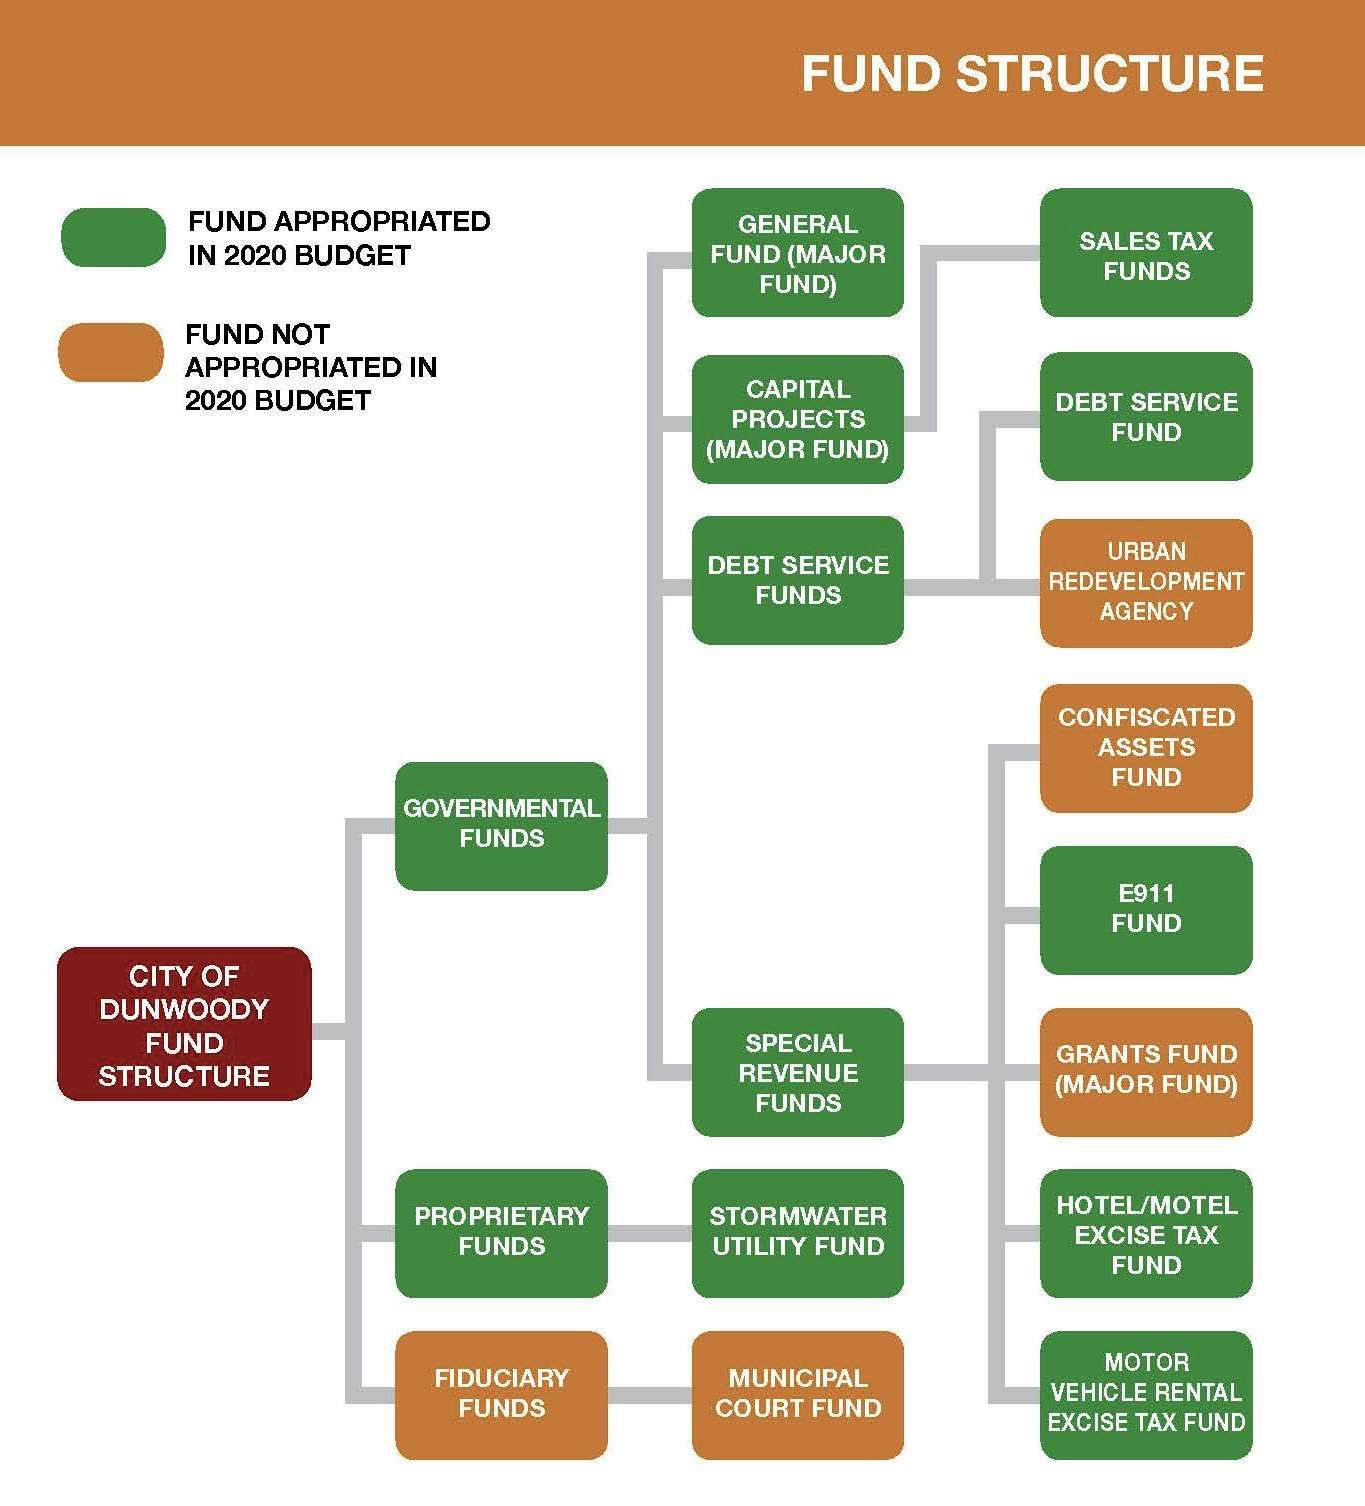 FUND STRUCTURE
FUND APPROPRIATED
IN 2020 BUDGET
FUND NOT
APPROPRIATED IN
2020 BUDGET
GENERAL
FUND (MAJOR
FUND)
SALES TAX
FUNDS
CAPITAL
PROJECTS
(MAJOR FUND)
DEBT SERVICE
FUND
DEBT SERVICE
FUNDS
URBAN
REDEVELOPMENT
AGENCY
CONFISCATED
ASSETS
FUND
GOVERNMENTAL
FUNDS
E911
FUND
CITY OF
DUNWOODY
FUND
STRUCTURE
SPECIAL
REVENUE
FUNDS
GRANTS FUND
(MAJOR FUND)
PROPRIETARY
FUNDS
STORMWATER
UTILITY FUND
HOTEL/MOTEL
EXCISE TAX
FUND
FIDUCIARY
FUNDS
MUNICIPAL
COURT FUND
MOTOR
VEHICLE RENTAL
EXCISE TAX FUND